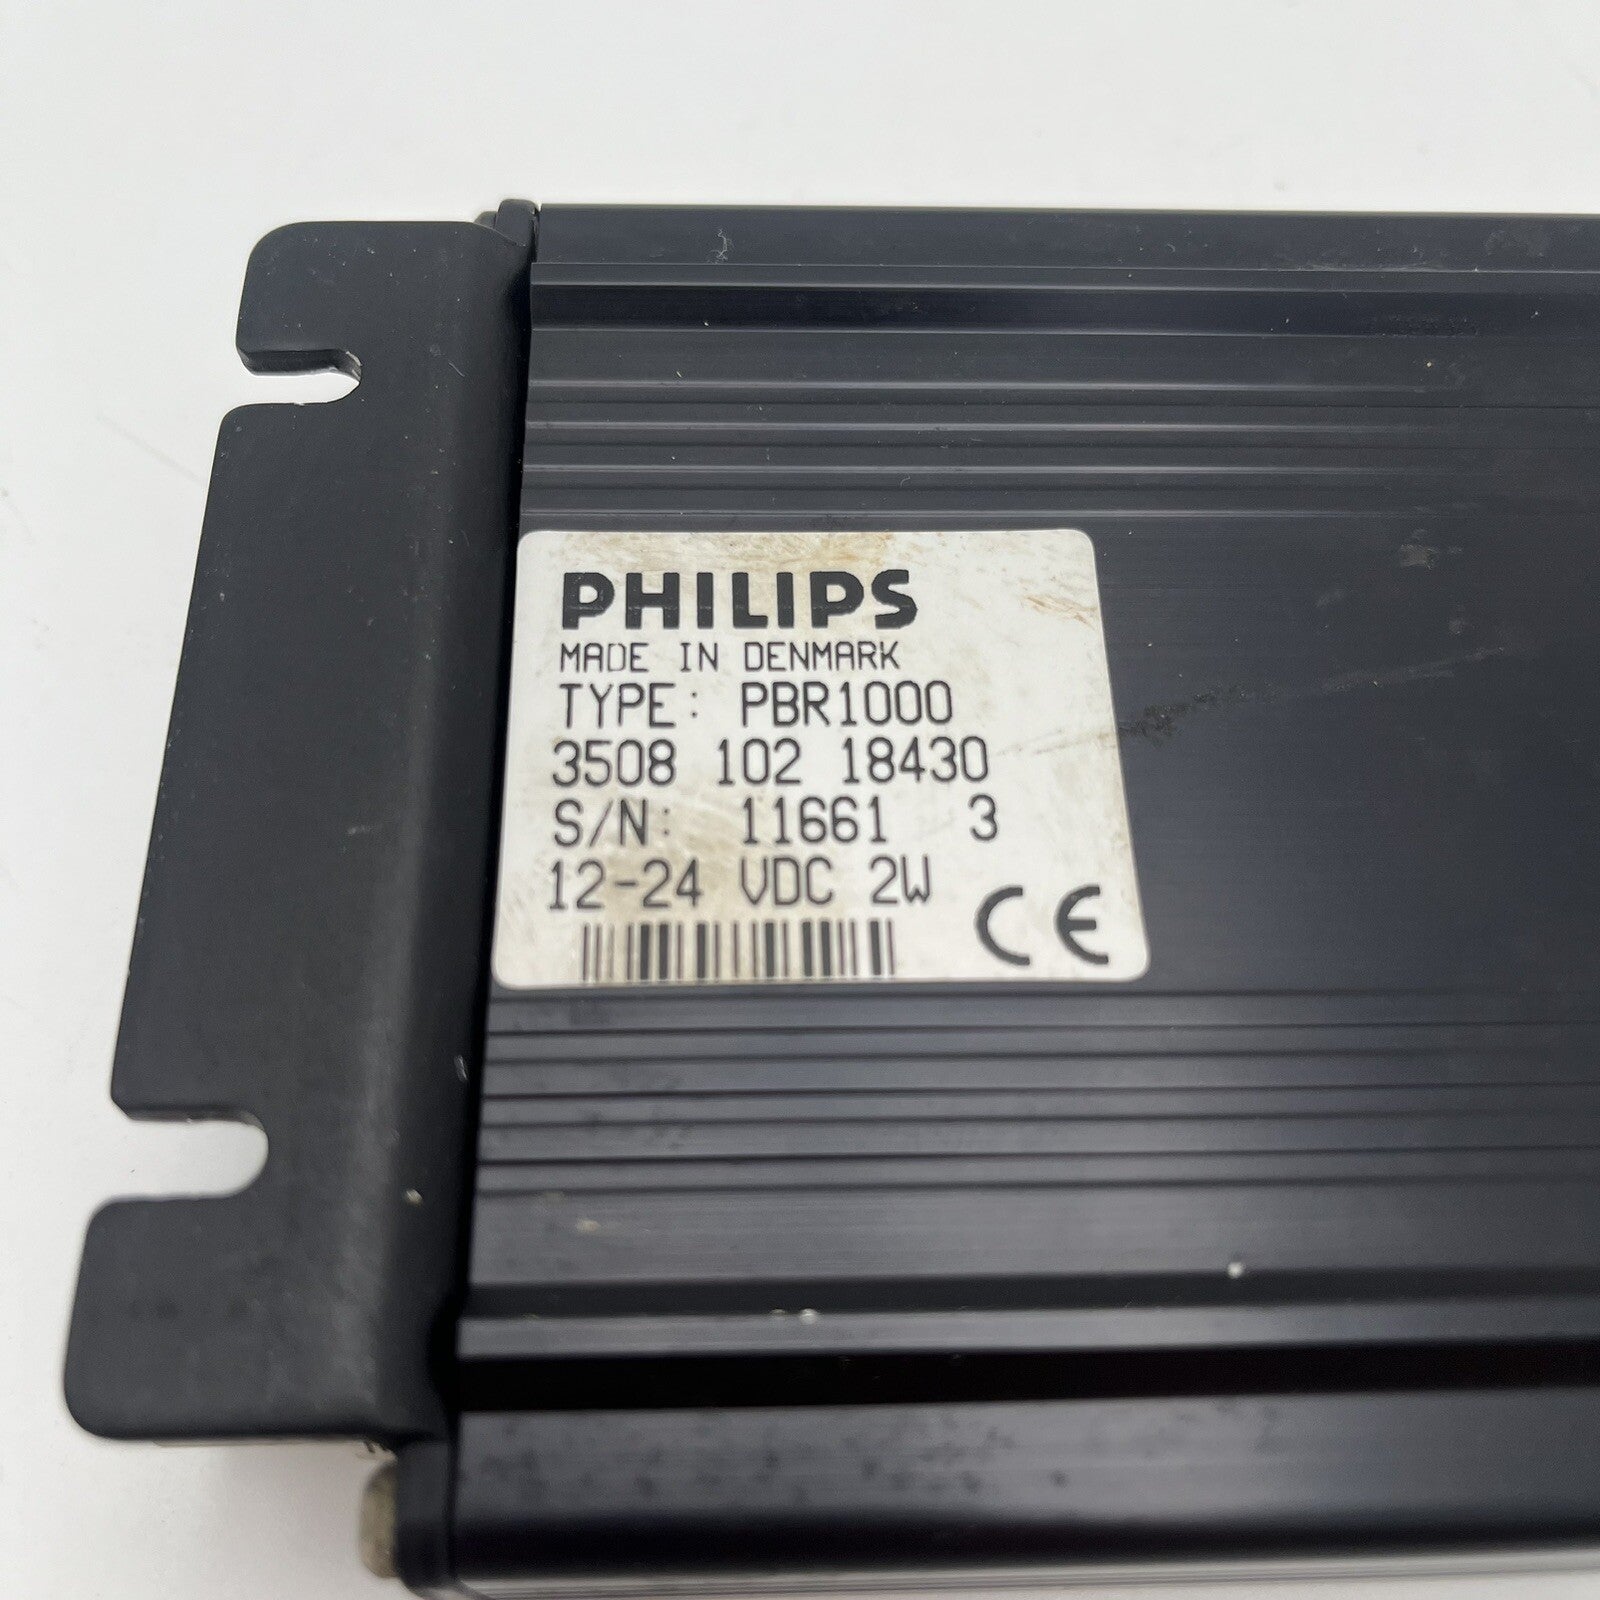 PHILIPS
MADE IN DENMARK
TYPE: PBR1000
3508 102 18430
S/N: 11661 3
12-24 VDC 2W
CE